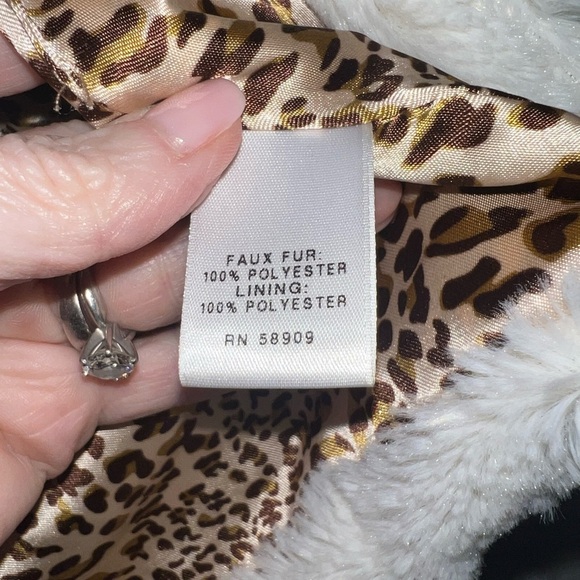 FAUX FUR:
100% POLYESTER
LINING:
100% POLYESTER
RN 58909